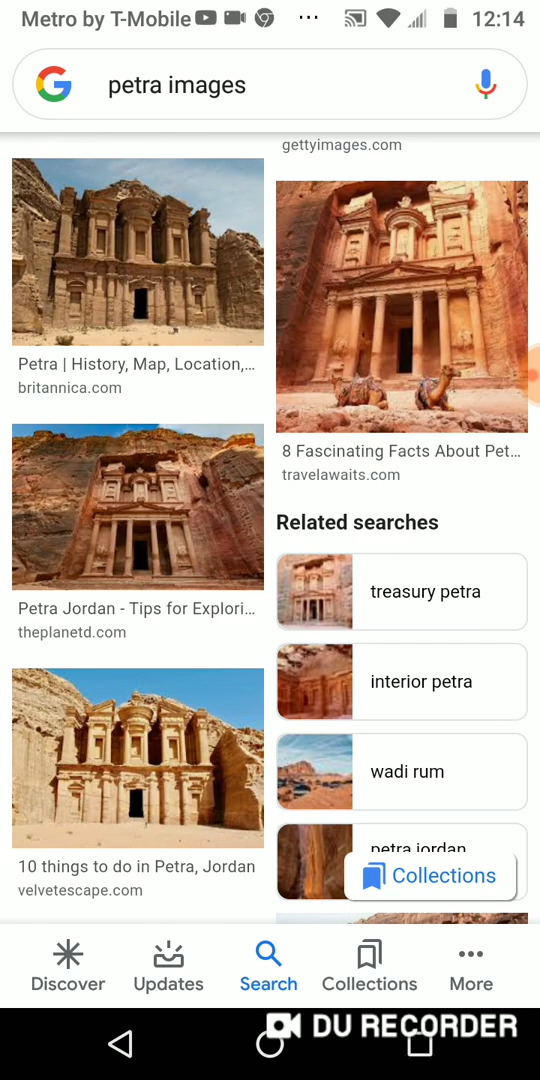 Metro by T-Mobile 12:14
petra images
gettyimages.com
Petra | History, Map, Location,...
britannica.com
8 Fascinating Facts About Pet...
travelawaits.com
Related searches
treasury petra
interior petra
wadi rum
petra jordan
Collections
Petra Jordan - Tips for Explori...
theplanetd.com
10 things to do in Petra, Jordan
velvetescape.com
Discover Updates Search Collections More
DU RECORDER